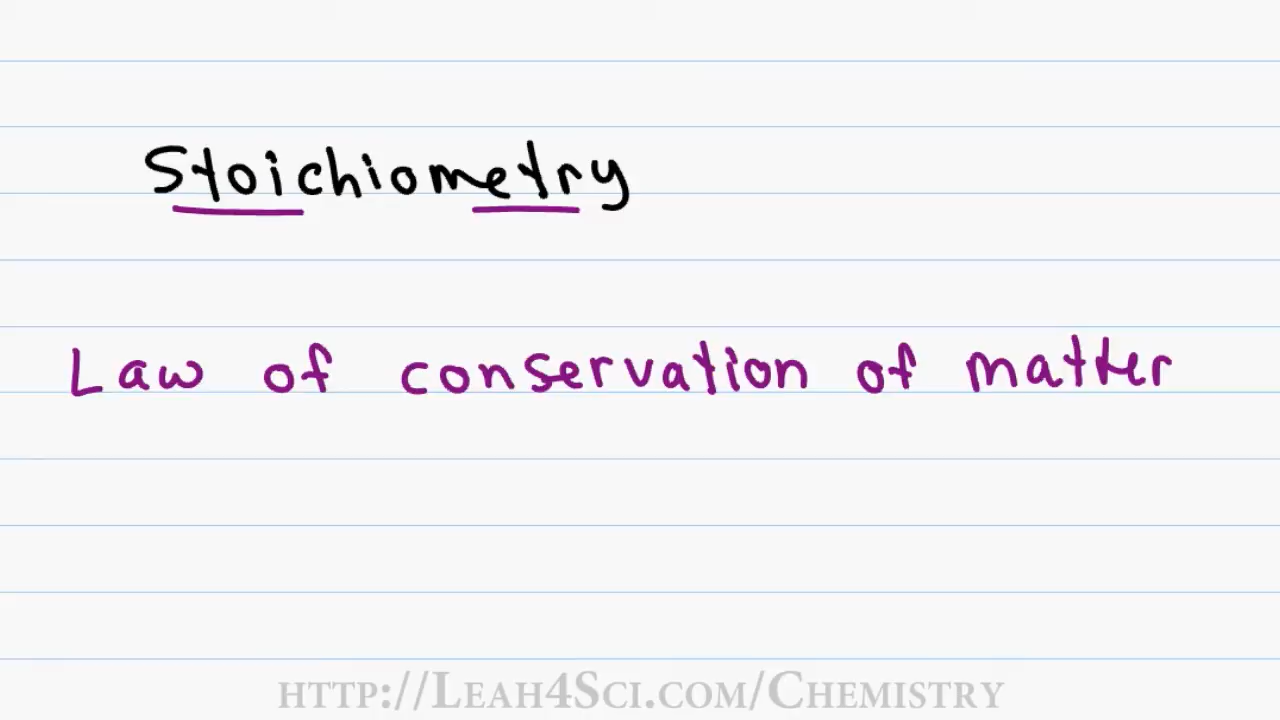 Stoichiometry
Law of conservation of matter
http://Leah4Sci.com/Chemistry